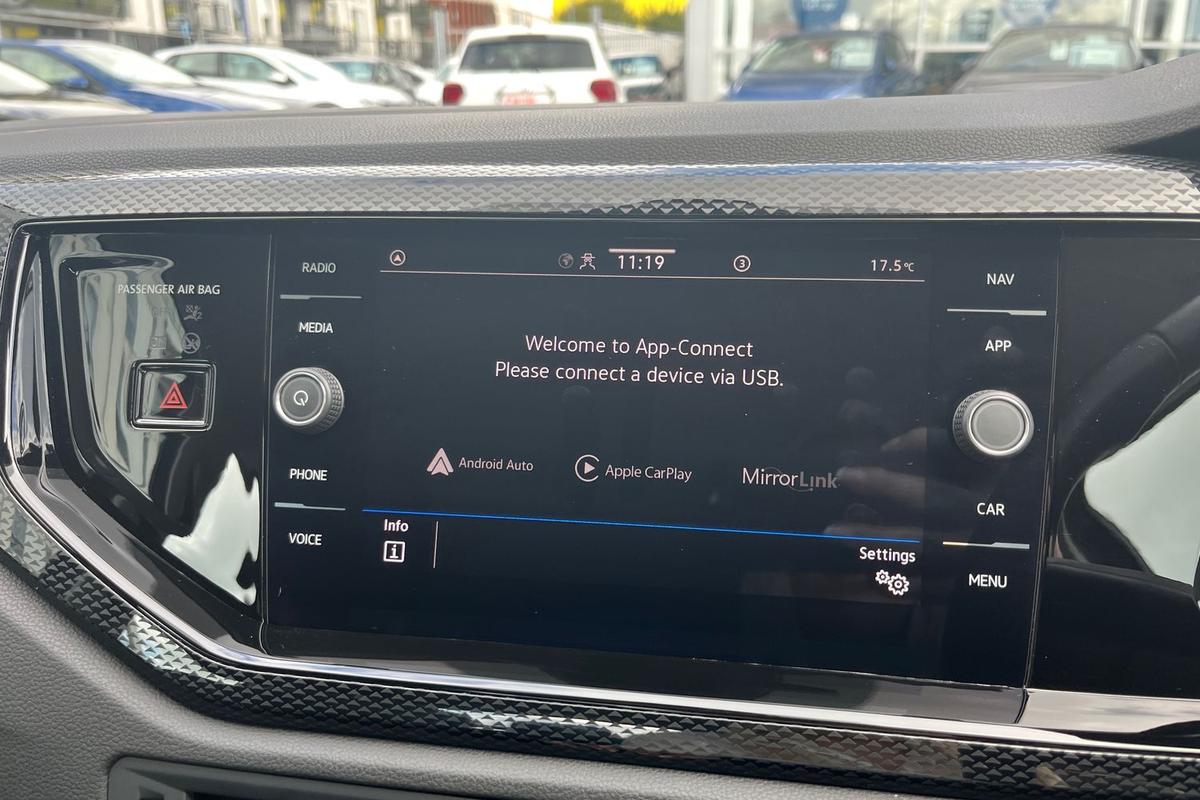 PASSENGER AIR BAG
RADIO
MEDIA
PHONE
VOICE
11:19
3
17.5°C
Welcome to App-Connect
Please connect a device via USB.
Android Auto
Apple CarPlay
MirrorLink
Info
i
Settings
NAV
APP
CAR
MENU